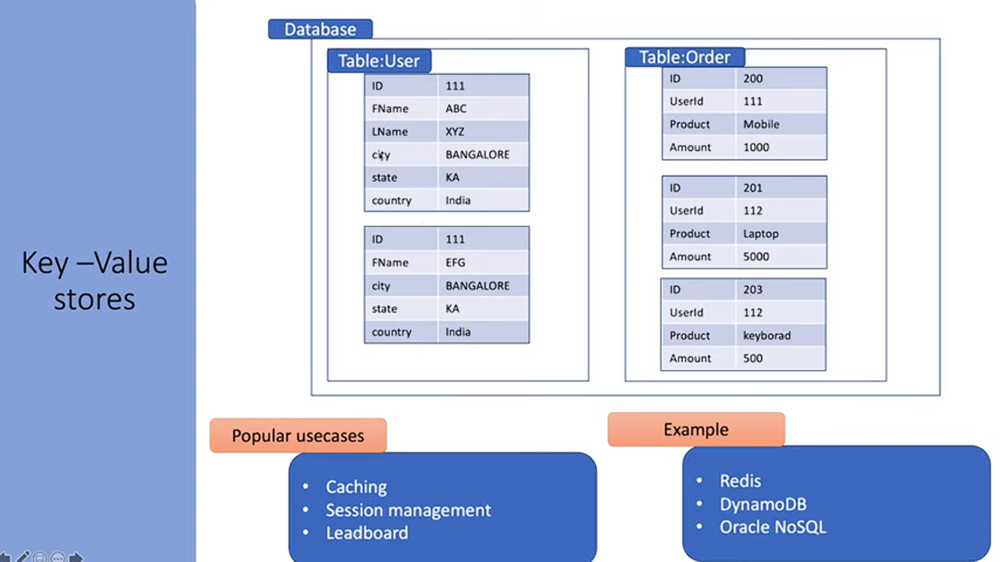 Key –Value
stores
Database
Table:User
ID 111
FName ABC
LName XYZ
city BANGALORE
state KA
country India
ID 111
FName EFG
city BANGALORE
state KA
country India
Table:Order
ID 200
UserId 111
Product Mobile
Amount 1000
ID 201
UserId 112
Product Laptop
Amount 5000
ID 203
UserId 112
Product keyborad
Amount 500
Popular usecases
• Caching
• Session management
• Leadboard
Example
• Redis
• DynamoDB
• Oracle NoSQL